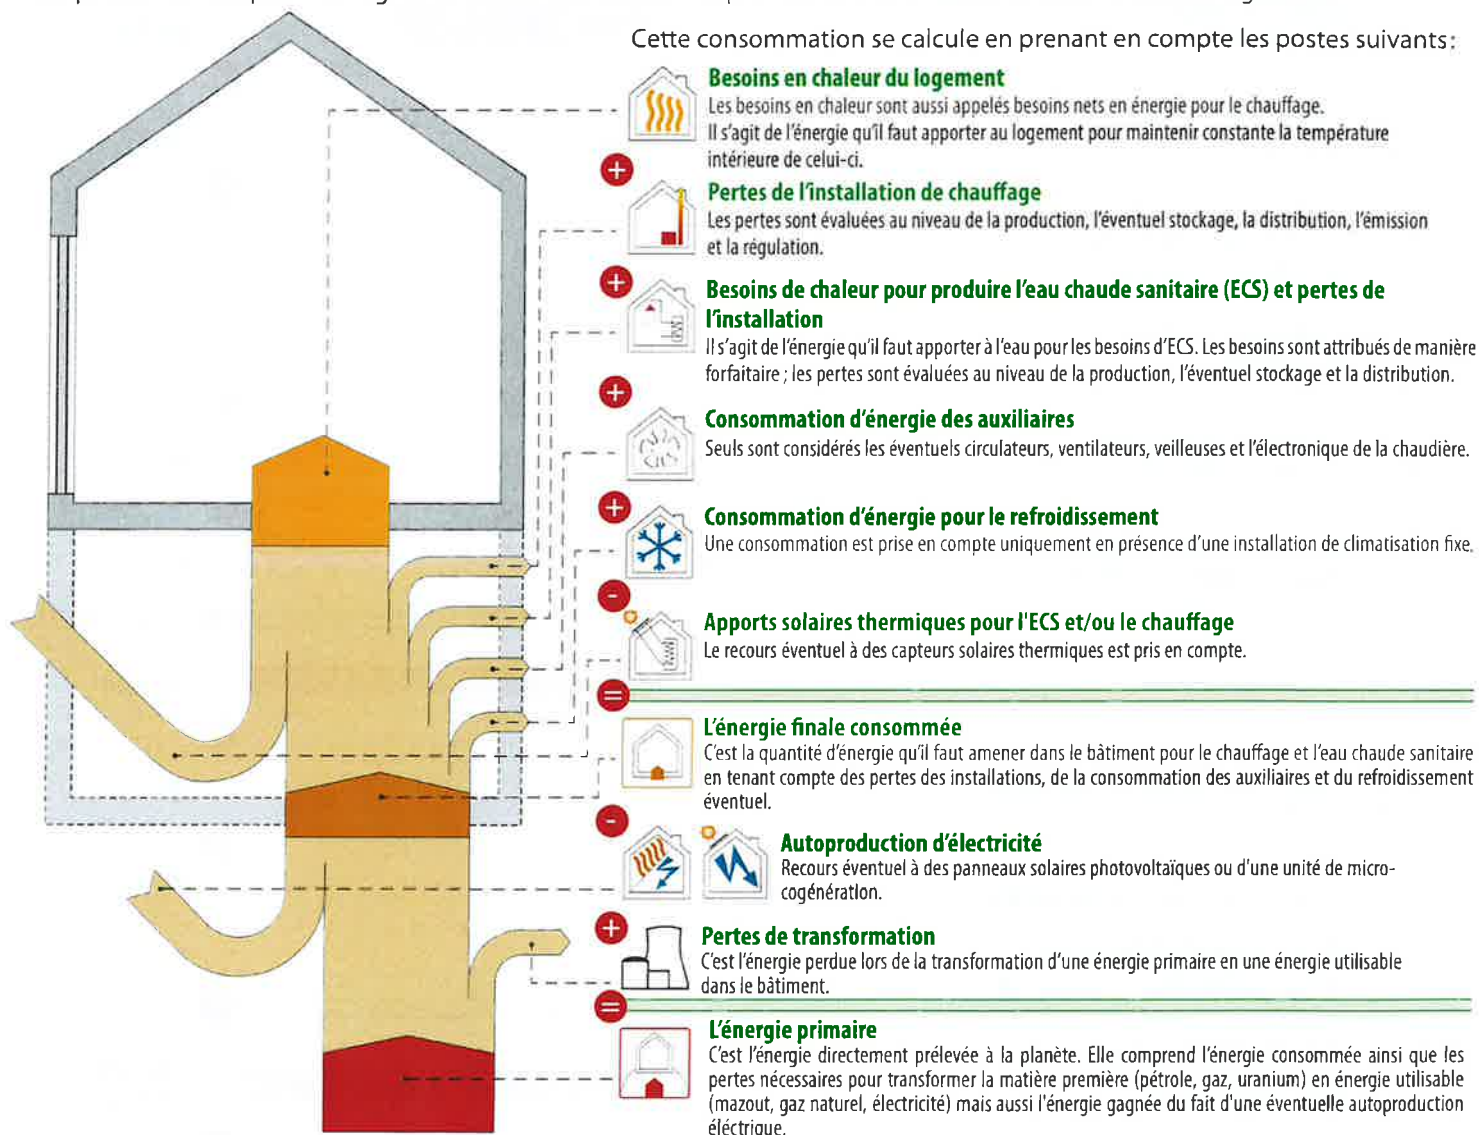 Cette consommation se calcule en prenant en compte les postes suivants:
Besoins en chaleur du logement
Les besoins en chaleur sont aussi appelés besoins nets en énergie pour le chauffage.
Il s'agit de l'énergie qu'il faut apporter au logement pour maintenir constante la température
intérieure de celui-ci.
+
Pertes de l'installation de chauffage
Les pertes sont évaluées au niveau de la production, l'éventuel stockage, la distribution, l'émission
et la régulation.
+
Besoins de chaleur pour produire l'eau chaude sanitaire (ECS) et pertes de
l'installation
Il s'agit de l'énergie qu'il faut apporter à l'eau pour les besoins d'ECS. Les besoins sont attribués de manière
forfaitaire ; les pertes sont évaluées au niveau de la production, l'éventuel stockage et la distribution.
+
Consommation d'énergie des auxiliaires
Seuls sont considérés les éventuels circulateurs, ventilateurs, veilleuses et l'électronique de la chaudière.
+
Consommation d'énergie pour le refroidissement
Une consommation est prise en compte uniquement en présence d'une installation de climatisation fixe.
-
Apports solaires thermiques pour l'ECS et/ou le chauffage
Le recours éventuel à des capteurs solaires thermiques est pris en compte.
=
L'énergie finale consommée
C'est la quantité d'énergie qu'il faut amener dans le bâtiment pour le chauffage et l'eau chaude sanitaire
en tenant compte des pertes des installations, de la consommation des auxiliaires et du refroidissement
éventuel.
-
Autoproduction d'électricité
Recours éventuel à des panneaux solaires photovoltaïques ou d'une unité de micro-
cogénération.
+
Pertes de transformation
C'est l'énergie perdue lors de la transformation d'une énergie primaire en une énergie utilisable
dans le bâtiment.
=
L'énergie primaire
C'est l'énergie directement prélevée à la planète. Elle comprend l'énergie consommée ainsi que les
pertes nécessaires pour transformer la matière première (pétrole, gaz, uranium) en énergie utilisable
(mazout, gaz naturel, électricité) mais aussi l'énergie gagnée du fait d'une éventuelle autoproduction
éléctrique.